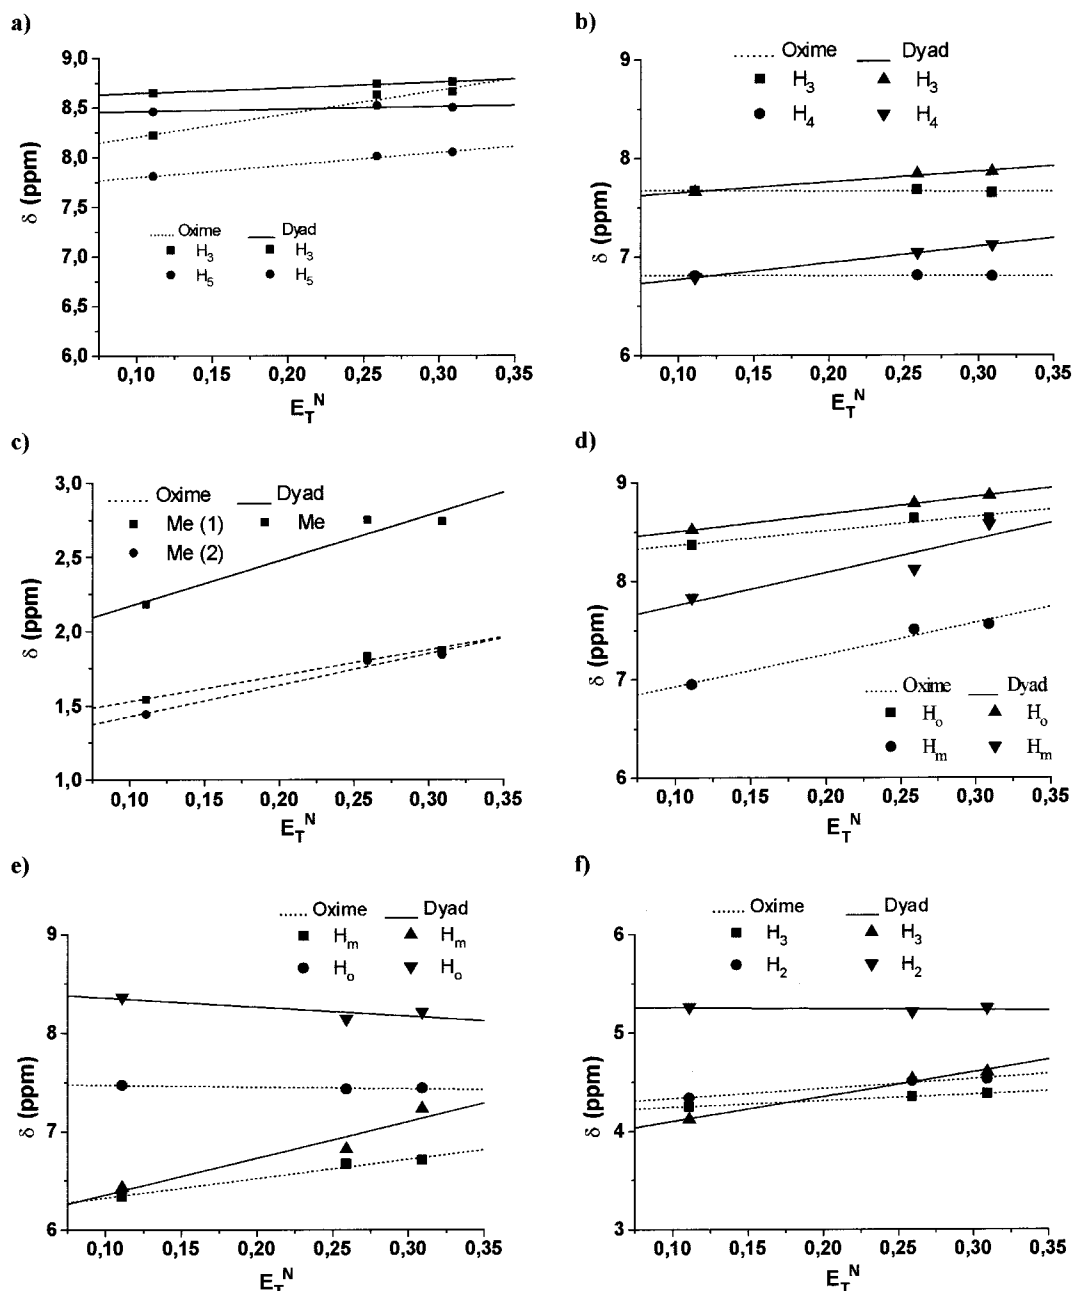 a)
9,0
8,5
8,0
7,5
7,0
6,5
6,0
δ (ppm)
Oxime Dyad
H3 H3
H5 H5
0,10 0,15 0,20 0,25 0,30 0,35
E_T^N
b)
Oxime Dyad
H3 H3
H4 H4
9
8
7
6
δ (ppm)
0,10 0,15 0,20 0,25 0,30 0,35
E_T^N
c)
3,0
2,5
2,0
1,5
1,0
δ (ppm)
Oxime Dyad
Me (1) Me
Me (2)
0,10 0,15 0,20 0,25 0,30 0,35
E_T^N
d)
9
8
7
6
δ (ppm)
Oxime Dyad
Ho Ho
Hm Hm
0,10 0,15 0,20 0,25 0,30 0,35
E_T^N
e)
Oxime Dyad
Hm Hm
Ho Ho
9
8
7
6
δ (ppm)
0,10 0,15 0,20 0,25 0,30 0,35
E_T^N
f)
Oxime Dyad
H3 H3
H2 H2
6
5
4
3
δ (ppm)
0,10 0,15 0,20 0,25 0,30 0,35
E_T^N